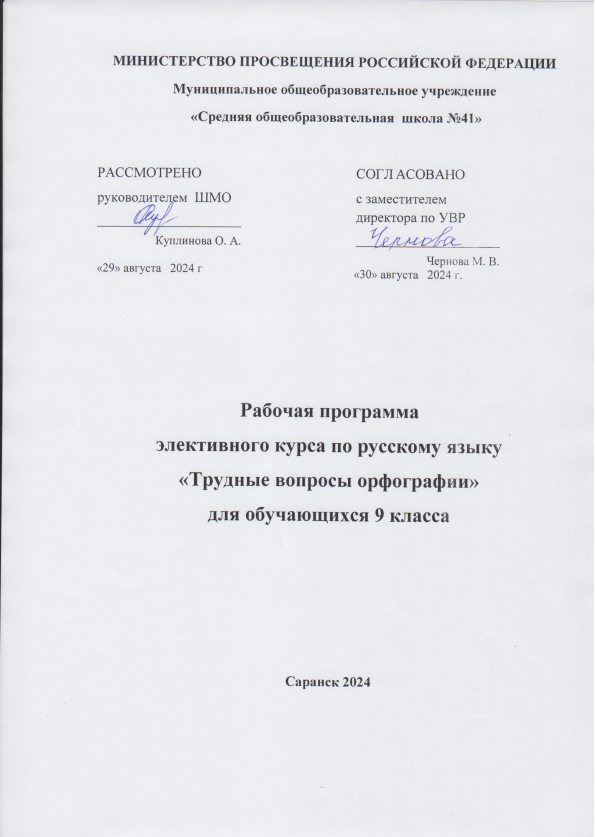 МИНИСТЕРСТВО ПРОСВЕЩЕНИЯ РОССИЙСКОЙ ФЕДЕРАЦИИ
Муниципальное общеобразовательное учреждение
«Средняя общеобразовательная школа №41»
РАССМОТРЕНО
руководителем ШМО
Куплинова О. А.
«29» августа 2024 г
СОГЛАСОВАНО
с заместителем
директора по УВР
Чернова
Чернова М. В.
«30» августа 2024 г.
Рабочая программа
элективного курса по русскому языку
«Трудные вопросы орфографии»
для обучающихся 9 класса
Саранск 2024